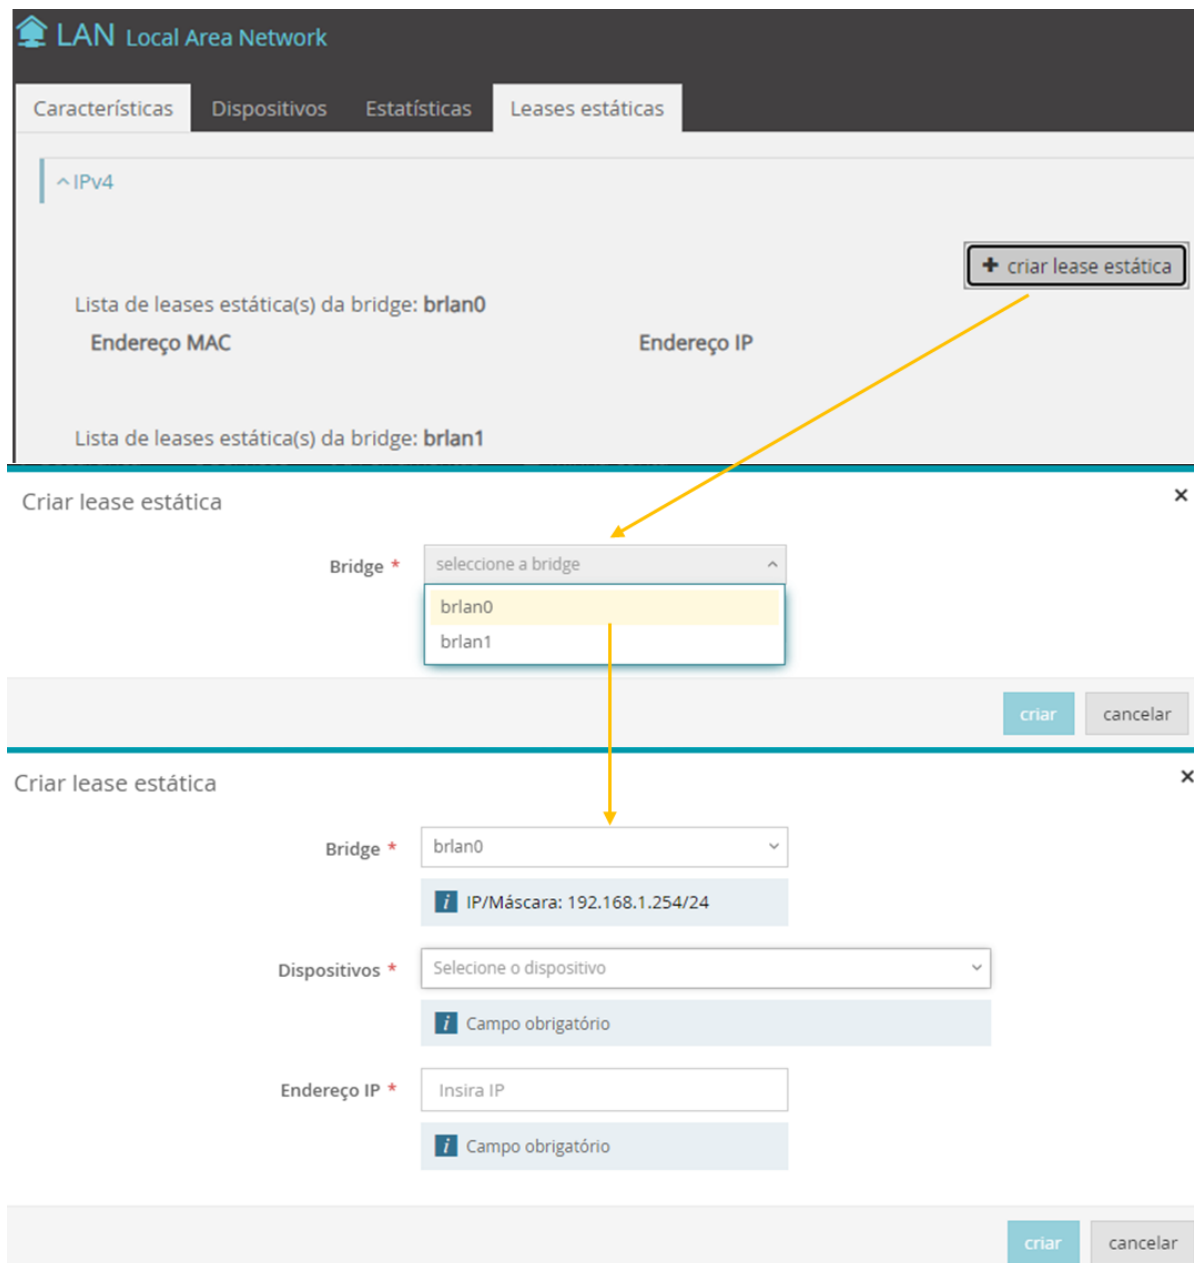 LAN Local Area Network
Características Dispositivos Estatísticas Leases estáticas
IPv4
+ criar lease estática
Lista de leases estática(s) da bridge: brlan0
Endereço MAC Endereço IP
Lista de leases estática(s) da bridge: brlan1
Criar lease estática ×
Bridge * seleccione a bridge
brlan0
brlan1
criar cancelar
Criar lease estática ×
Bridge * brlan0
i IP/Máscara: 192.168.1.254/24
Dispositivos * Selecione o dispositivo
i Campo obrigatório
Endereço IP * Insira IP
i Campo obrigatório
criar cancelar